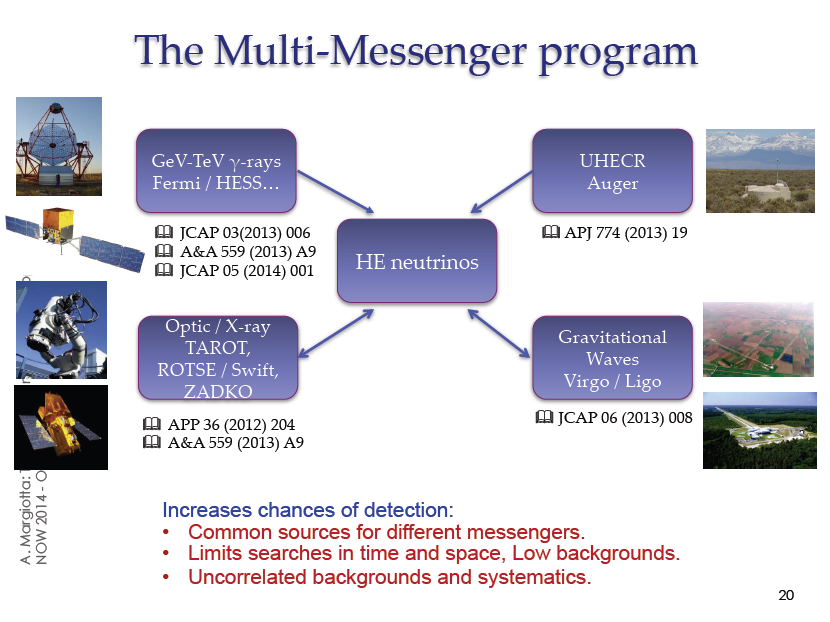 The Multi-Messenger program
GeV-TeV γ-rays
Fermi / HESS…
JCAP 03(2013) 006
A&A 559 (2013) A9
JCAP 05 (2014) 001
UHECR
Auger
APJ 774 (2013) 19
HE neutrinos
Optic / X-ray
TAROT,
ROTSE / Swift,
ZADKO
APP 36 (2012) 204
A&A 559 (2013) A9
Gravitational
Waves
Virgo / Ligo
JCAP 06 (2013) 008
A. Margiotta:
NOW 2014 - O
Increases chances of detection:
• Common sources for different messengers.
• Limits searches in time and space, Low backgrounds.
• Uncorrelated backgrounds and systematics.
20